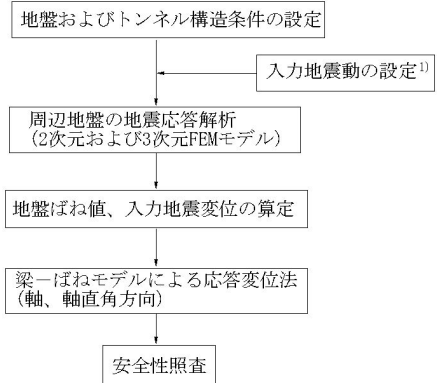 地盤およびトンネル構造条件の設定
入力地震動の設定1)
周辺地盤の地震応答解析
(2次元および3次元FEMモデル)
地盤ばね値、入力地震変位の算定
梁－ばねモデルによる応答変位法
(軸、軸直角方向)
安全性照査